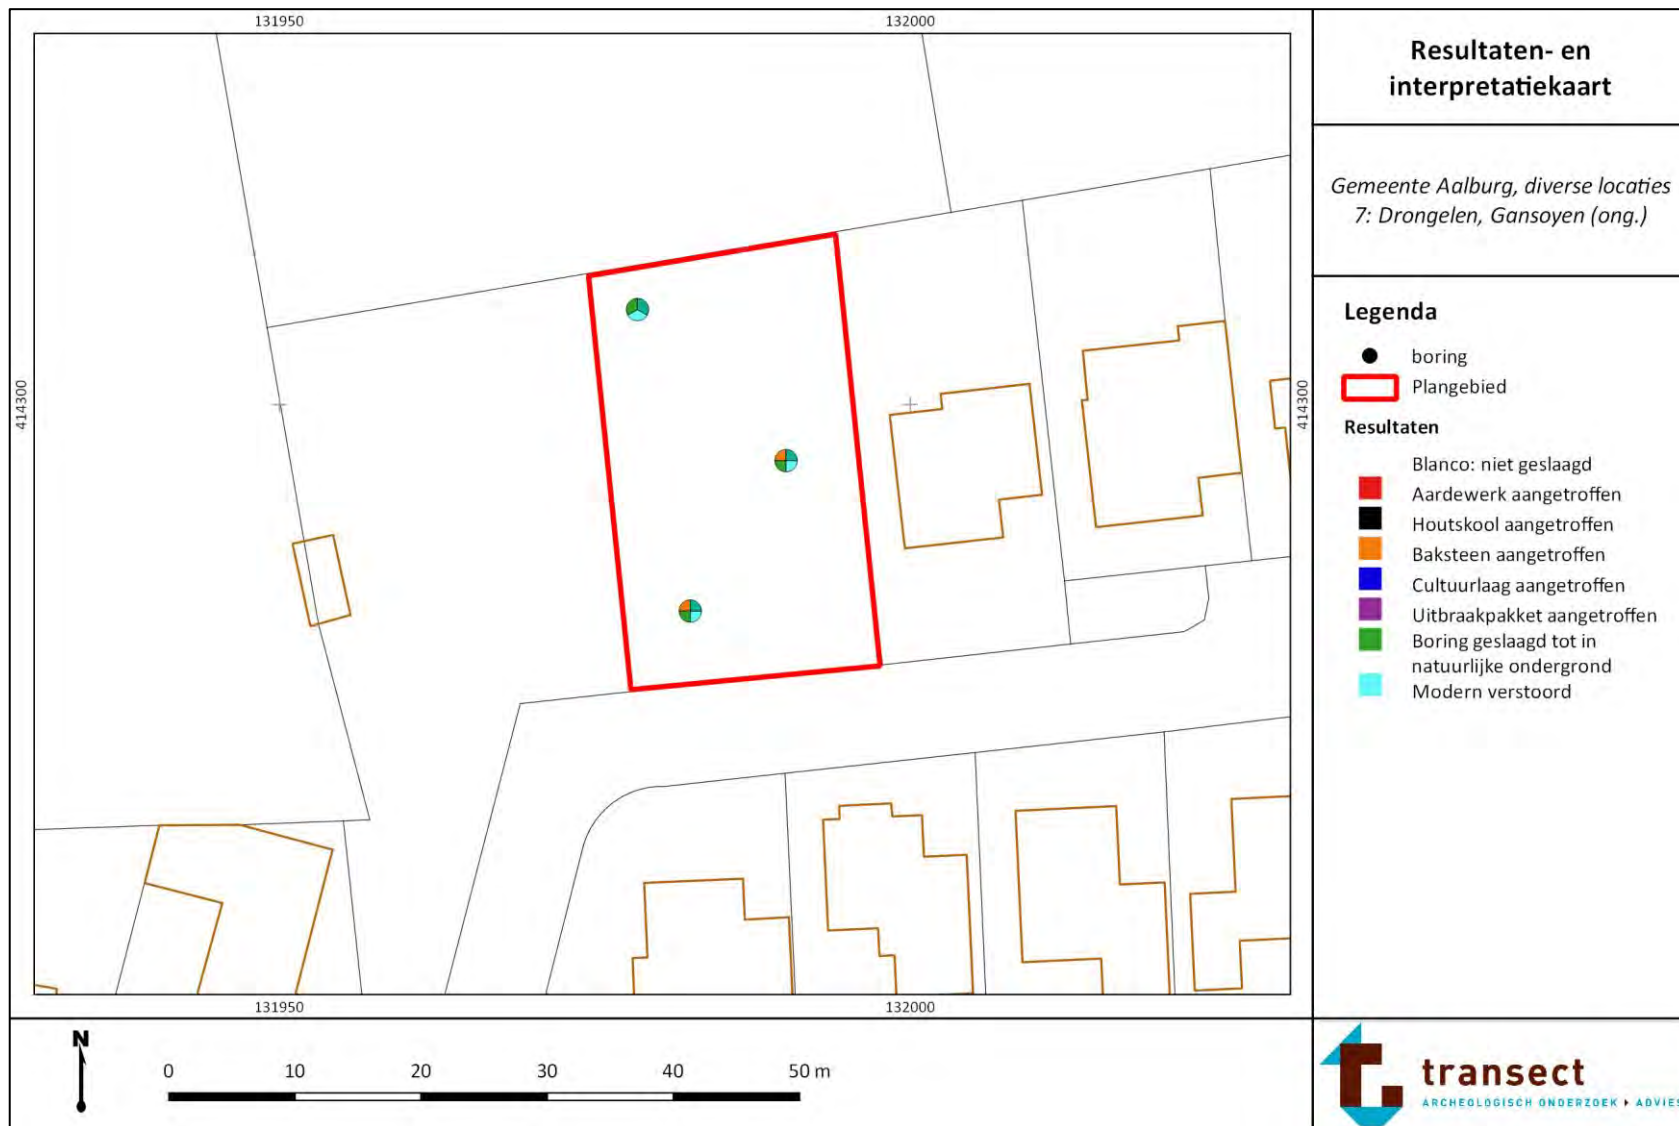 131950
132000
414300
414300
131950
132000
N
0
10
20
30
40
50 m
Resultaten- en
interpretatiekaart
Gemeente Aalburg, diverse locaties
7: Drongelen, Gansoyen (ong.)
Legenda
boring
Plangebied
Resultaten
Blanco: niet geslaagd
Aardewerk aangetroffen
Houtskool aangetroffen
Baksteen aangetroffen
Cultuurlaag aangetroffen
Uitbraakpakket aangetroffen
Boring geslaagd tot in
natuurlijke ondergrond
Modern verstoord
transect
ARCHEOLOGISCH ONDERZOEK ▸ ADVIES